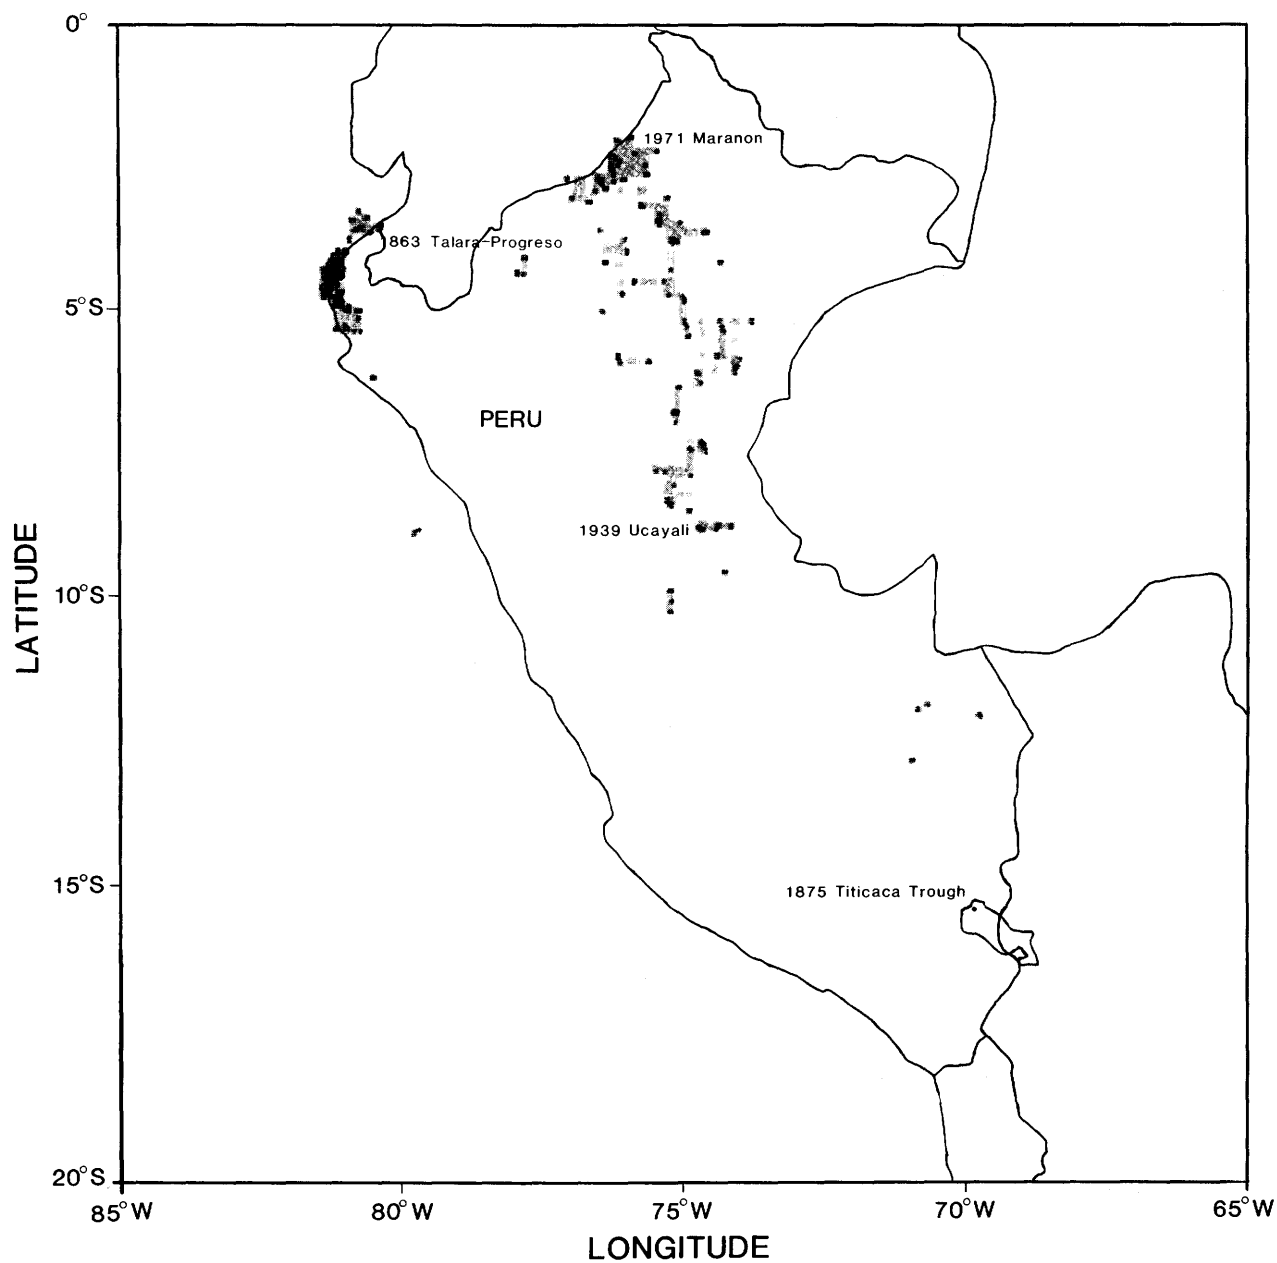 0°
1971 Maranon
1863 Talara-Progreso
5°S
PERU
1939 Ucayali
LATITUDE
10°S
1875 Titicaca Trough
15°S
20°S
85°W
80°W
75°W
70°W
65°W
LONGITUDE